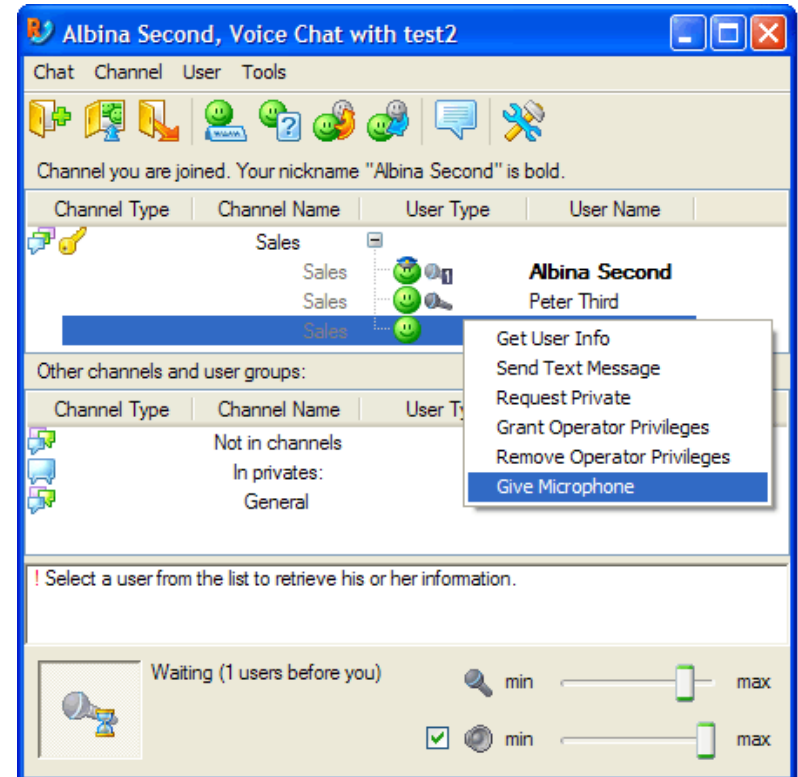 Albina Second, Voice Chat with test2
Chat Channel User Tools
www ?
Channel you are joined. Your nickname "Albina Second" is bold.
Channel Type Channel Name User Type User Name
Sales
Sales 1 Albina Second
Sales Peter Third
Sales
Get User Info
Send Text Message
Request Private
Grant Operator Privileges
Remove Operator Privileges
Give Microphone
Other channels and user groups:
Channel Type Channel Name User Ty
Not in channels
In privates:
General
! Select a user from the list to retrieve his or her information.
Waiting (1 users before you)
min max
min max